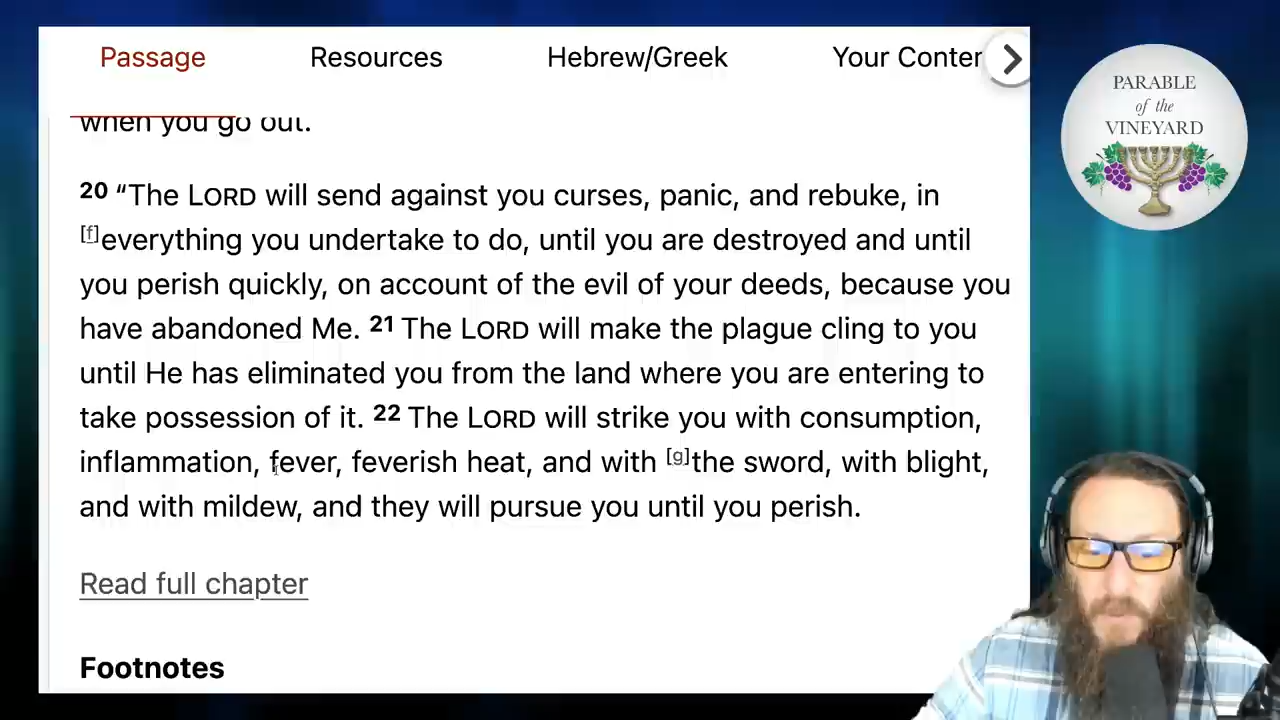 Passage Resources Hebrew/Greek Your Conten
when you go out.
20 “The LORD will send against you curses, panic, and rebuke, in
[f]everything you undertake to do, until you are destroyed and until
you perish quickly, on account of the evil of your deeds, because you
have abandoned Me. 21 The LORD will make the plague cling to you
until He has eliminated you from the land where you are entering to
take possession of it. 22 The LORD will strike you with consumption,
inflammation, fever, feverish heat, and with [g]the sword, with blight,
and with mildew, and they will pursue you until you perish.
Read full chapter
Footnotes
PARABLE
of the
VINEYARD